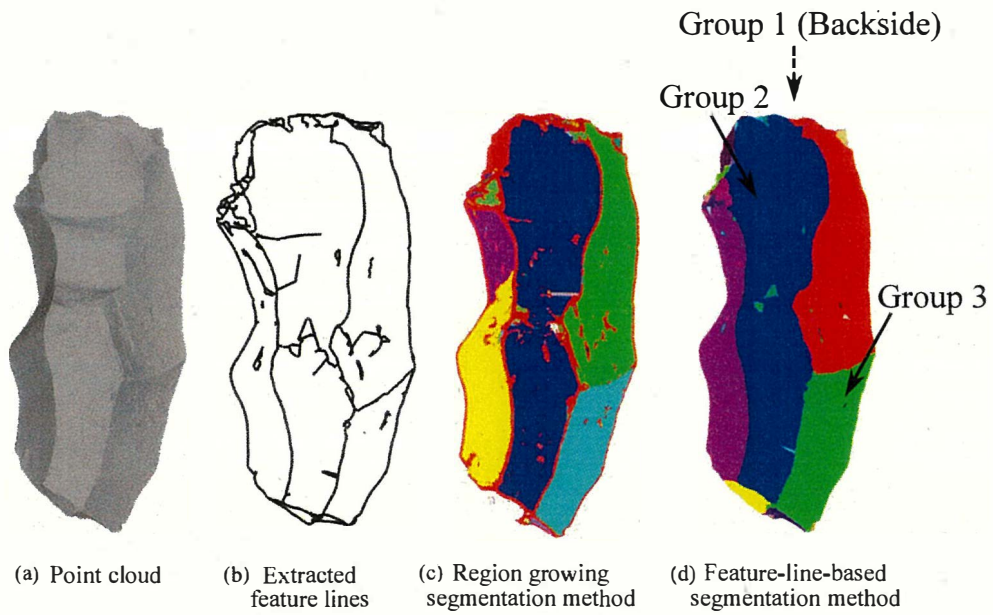 Group 1 (Backside)
Group 2
Group 3
(a) Point cloud
(b) Extracted
feature lines
(c) Region growing
segmentation method
(d) Feature-line-based
segmentation method